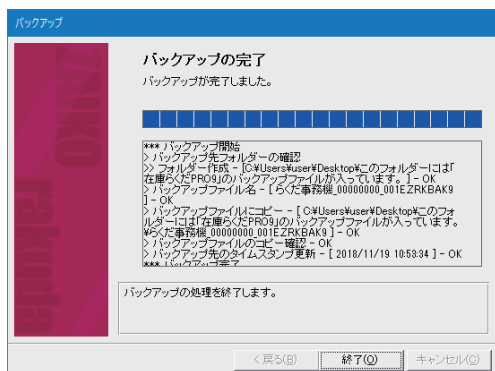 バックアップ
バックアップの完了
バックアップが完了しました。
ZAIKO
rakuda
*** バックアップ開始
> バックアップ先フォルダーの確認
>> フォルダー作成 - [C:¥Users¥user¥Desktop¥このフォルダーには「
在庫らくだPRO9」のバックアップファイルが入っています。] - OK
> バックアップファイル名 - [ らくだ事務機_00000000_001EZRKBAK9
] - OK
> バックアップファイルにコピー - [ C:¥Users¥user¥Desktop¥このフォ
ルダーには「在庫らくだPRO9」のバックアップファイルが入っています。
¥らくだ事務機_00000000_001EZRKBAK9 ] - OK
> バックアップファイルのコピー確認 - OK
> バックアップ先のタイムスタンプ更新 - [ 2018/11/19 10:53:34 ] - OK
*** バックアップ完了
バックアップの処理を終了します。
< 戻る(B)
終了(O)
キャンセル(C)